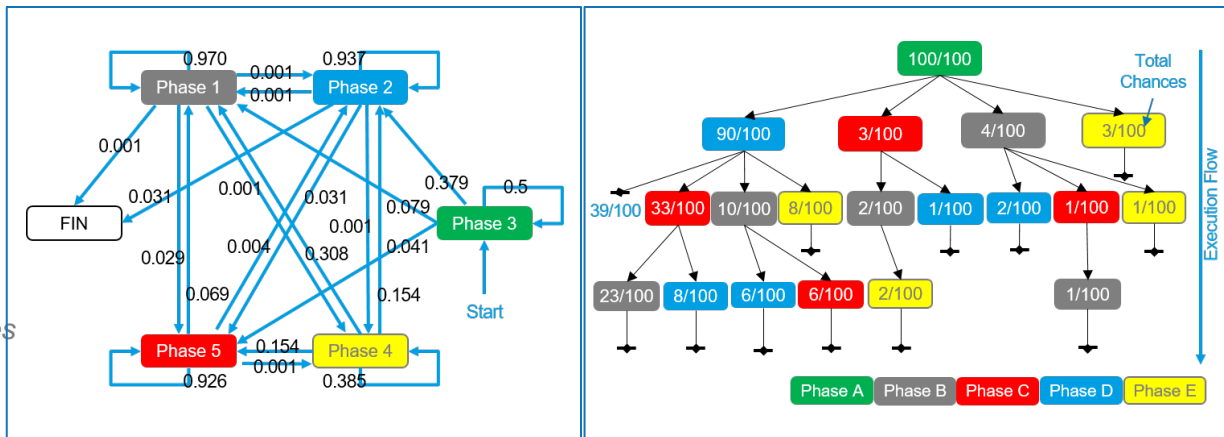 0.970
0.937
Phase 1
0.001
0.001
Phase 2
0.001
0.031
0.001
0.031
0.379
0.5
0.079
Phase 3
FIN
0.001
0.041
0.029
0.004
0.308
0.069
0.154
Start
es
Phase 5
0.154
0.001
Phase 4
0.926
0.385
100/100
Total
Chances
90/100
3/100
4/100
3/100
39/100
33/100
10/100
8/100
2/100
1/100
2/100
1/100
1/100
23/100
8/100
6/100
6/100
2/100
1/100
Execution Flow
Phase A
Phase B
Phase C
Phase D
Phase E